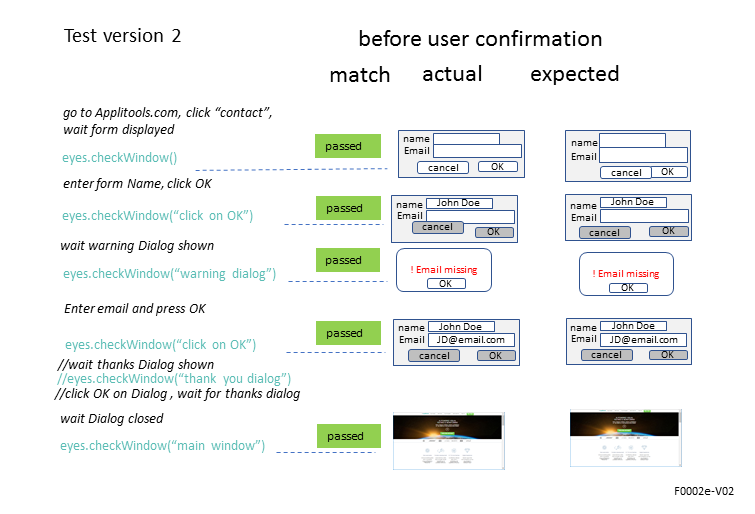 Test version 2
before user confirmation
match actual expected
go to Applitools.com, click “contact”,
wait form displayed
eyes.checkWindow()
passed
name
Email
cancel OK
name
Email
cancel OK
enter form Name, click OK
eyes.checkWindow(“click on OK”)
passed
name John Doe
Email
cancel OK
name John Doe
Email
cancel OK
wait warning Dialog shown
eyes.checkWindow(“warning dialog”)
passed
! Email missing
OK
! Email missing
OK
Enter email and press OK
eyes.checkWindow(“click on OK”)
passed
name John Doe
Email JD@email.com
cancel OK
name John Doe
Email JD@email.com
cancel OK
//wait thanks Dialog shown
//eyes.checkWindow(“thank you dialog”)
//click OK on Dialog , wait for thanks dialog
wait Dialog closed
eyes.checkWindow(“main window”)
passed
F0002e-V02